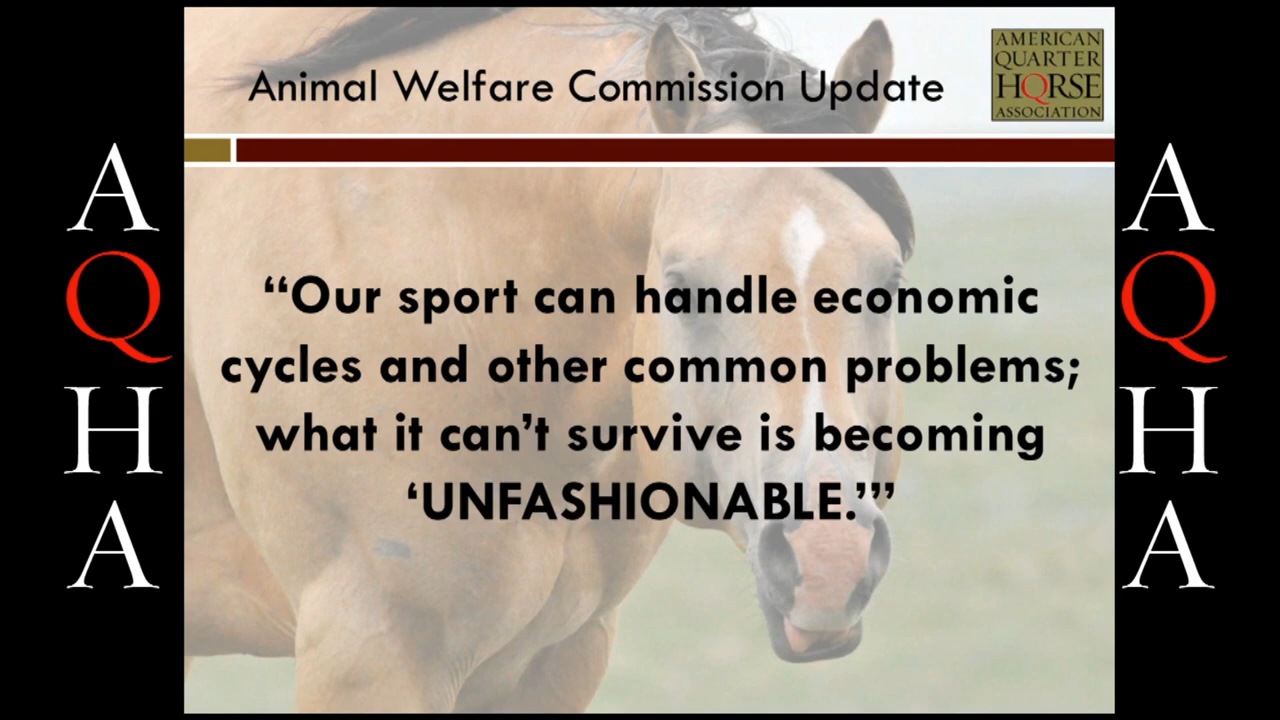 Animal Welfare Commission Update
AMERICAN
QUARTER
HORSE
ASSOCIATION
A
Q
H
A
“Our sport can handle economic
cycles and other common problems;
what it can’t survive is becoming
‘UNFASHIONABLE.’”
A
Q
H
A